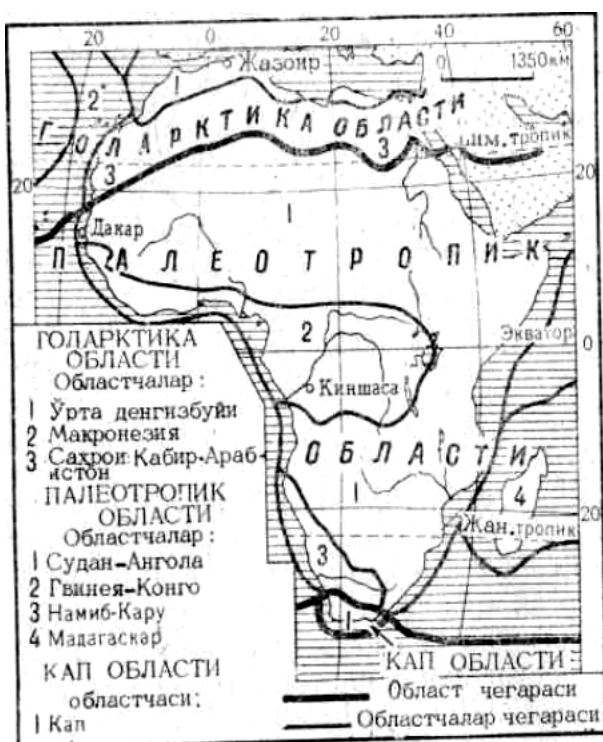 20
0
40
60
Жазоир
0 1350км
1
2
ГОЛАРКТИКА ОБЛАСТИ
3
3
Шим. тропик
20
20
1
Дакар
ПАЛЕОТРОПИК
2
Экватор
0
Киншаса
ОБЛАСТИ
1
4
20
Жан. тропик
3
1
20
ГОЛАРКТИКА
ОБЛАСТИ
Областчалар:
1 Ўрта денгизбуйи
2 Макронезия
3 Саҳрои Кабир-Араб-
истон
ПАЛЕОТРОПИК
ОБЛАСТИ
Областчалар:
1 Судан-Ангола
2 Гвинея-Конго
3 Намиб-Кару
4 Мадагаскар
КАП ОБЛАСТИ
областчаси:
1 Кап
КАП ОБЛАСТИ
Област чегараси
Областчалар чегараси